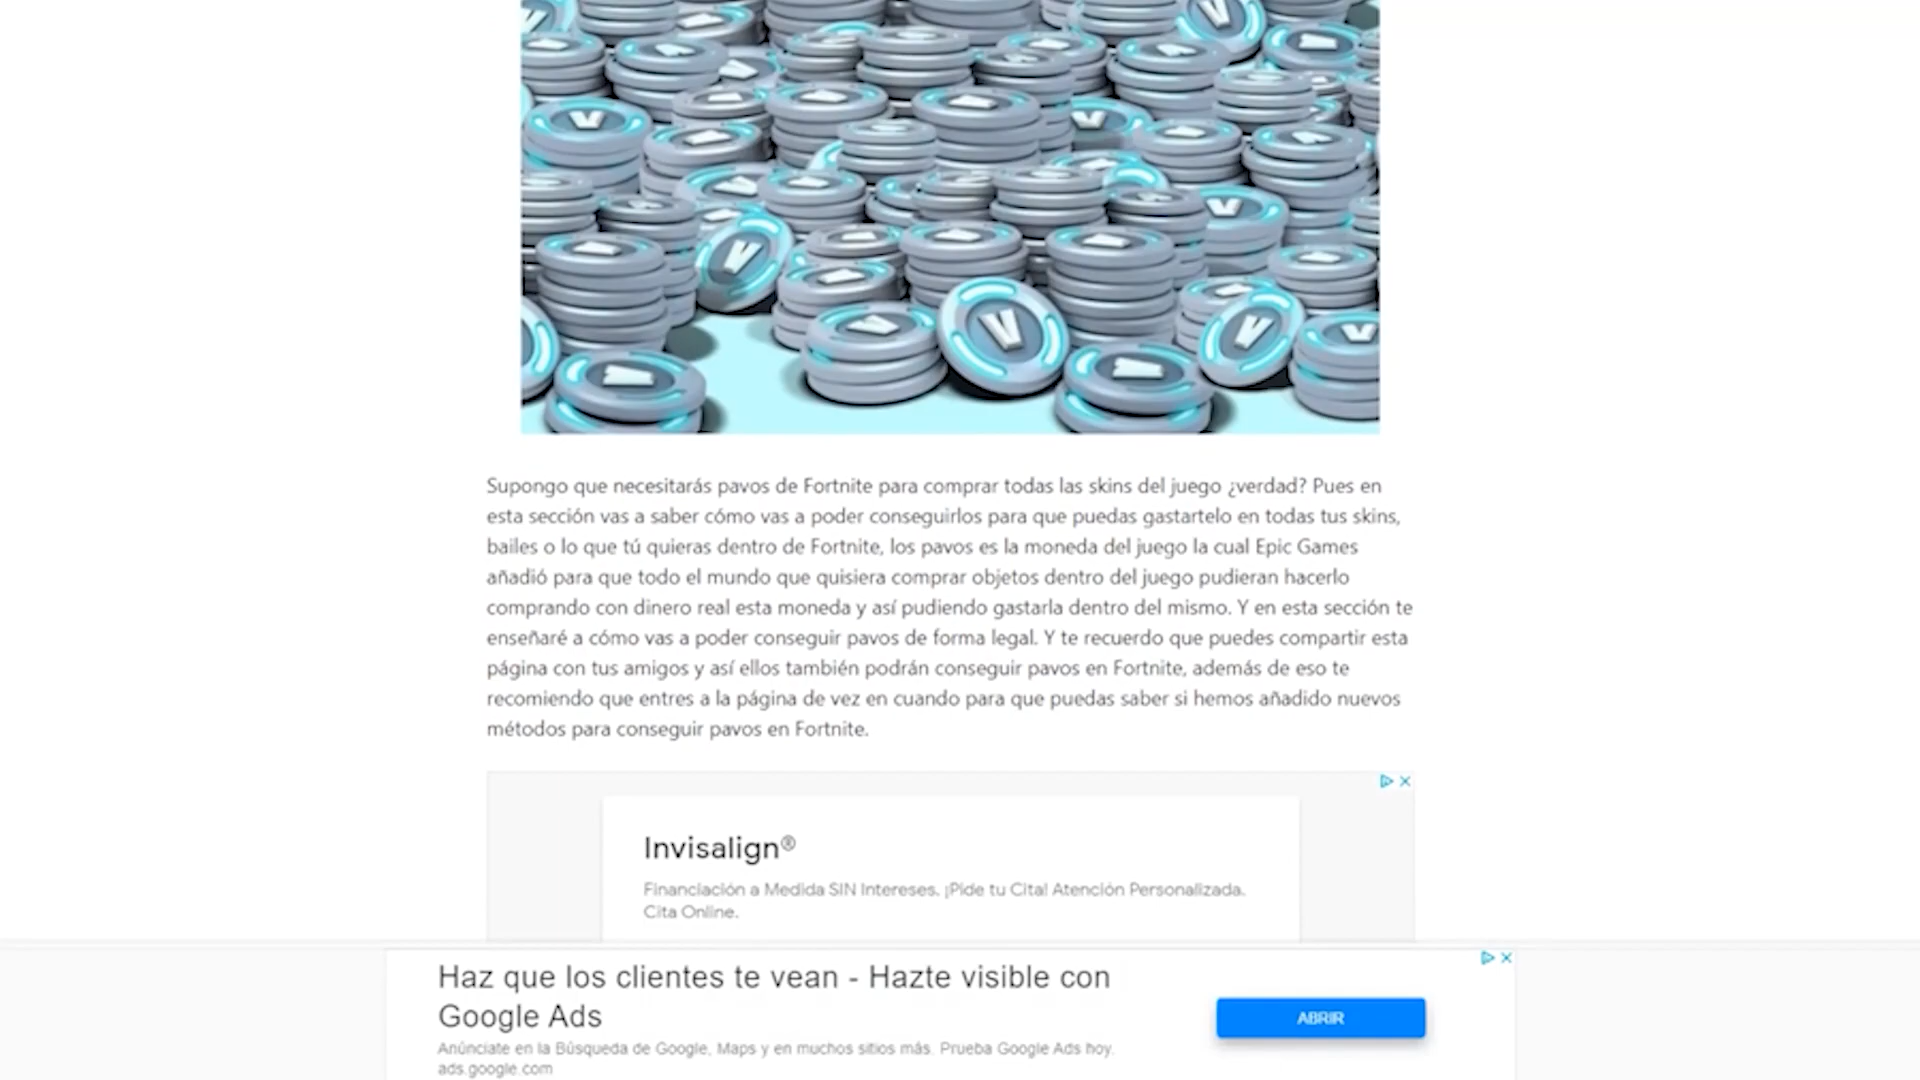 Supongo que necesitarás pavos de Fortnite para comprar todas las skins del juego ¿verdad? Pues en
esta sección vas a saber cómo vas a poder conseguirlos para que puedas gastartelo en todas tus skins,
bailes o lo que tú quieras dentro de Fortnite, los pavos es la moneda del juego la cual Epic Games
añadió para que todo el mundo que quisiera comprar objetos dentro del juego pudieran hacerlo
comprando con dinero real esta moneda y así pudiendo gastarla dentro del mismo. Y en esta sección te
enseñaré a cómo vas a poder conseguir pavos de forma legal. Y te recuerdo que puedes compartir esta
página con tus amigos y así ellos también podrán conseguir pavos en Fortnite, además de eso te
recomiendo que entres a la página de vez en cuando para que puedas saber si hemos añadido nuevos
métodos para conseguir pavos en Fortnite.
Invisalign®
Financiación a Medida SIN Intereses. ¡Pide tu Cita! Atención Personalizada.
Cita Online.
Haz que los clientes te vean - Hazte visible con
Google Ads
ABRIR
Anúnciate en la Búsqueda de Google, Maps y en muchos sitios más. Prueba Google Ads hoy.
ads.google.com